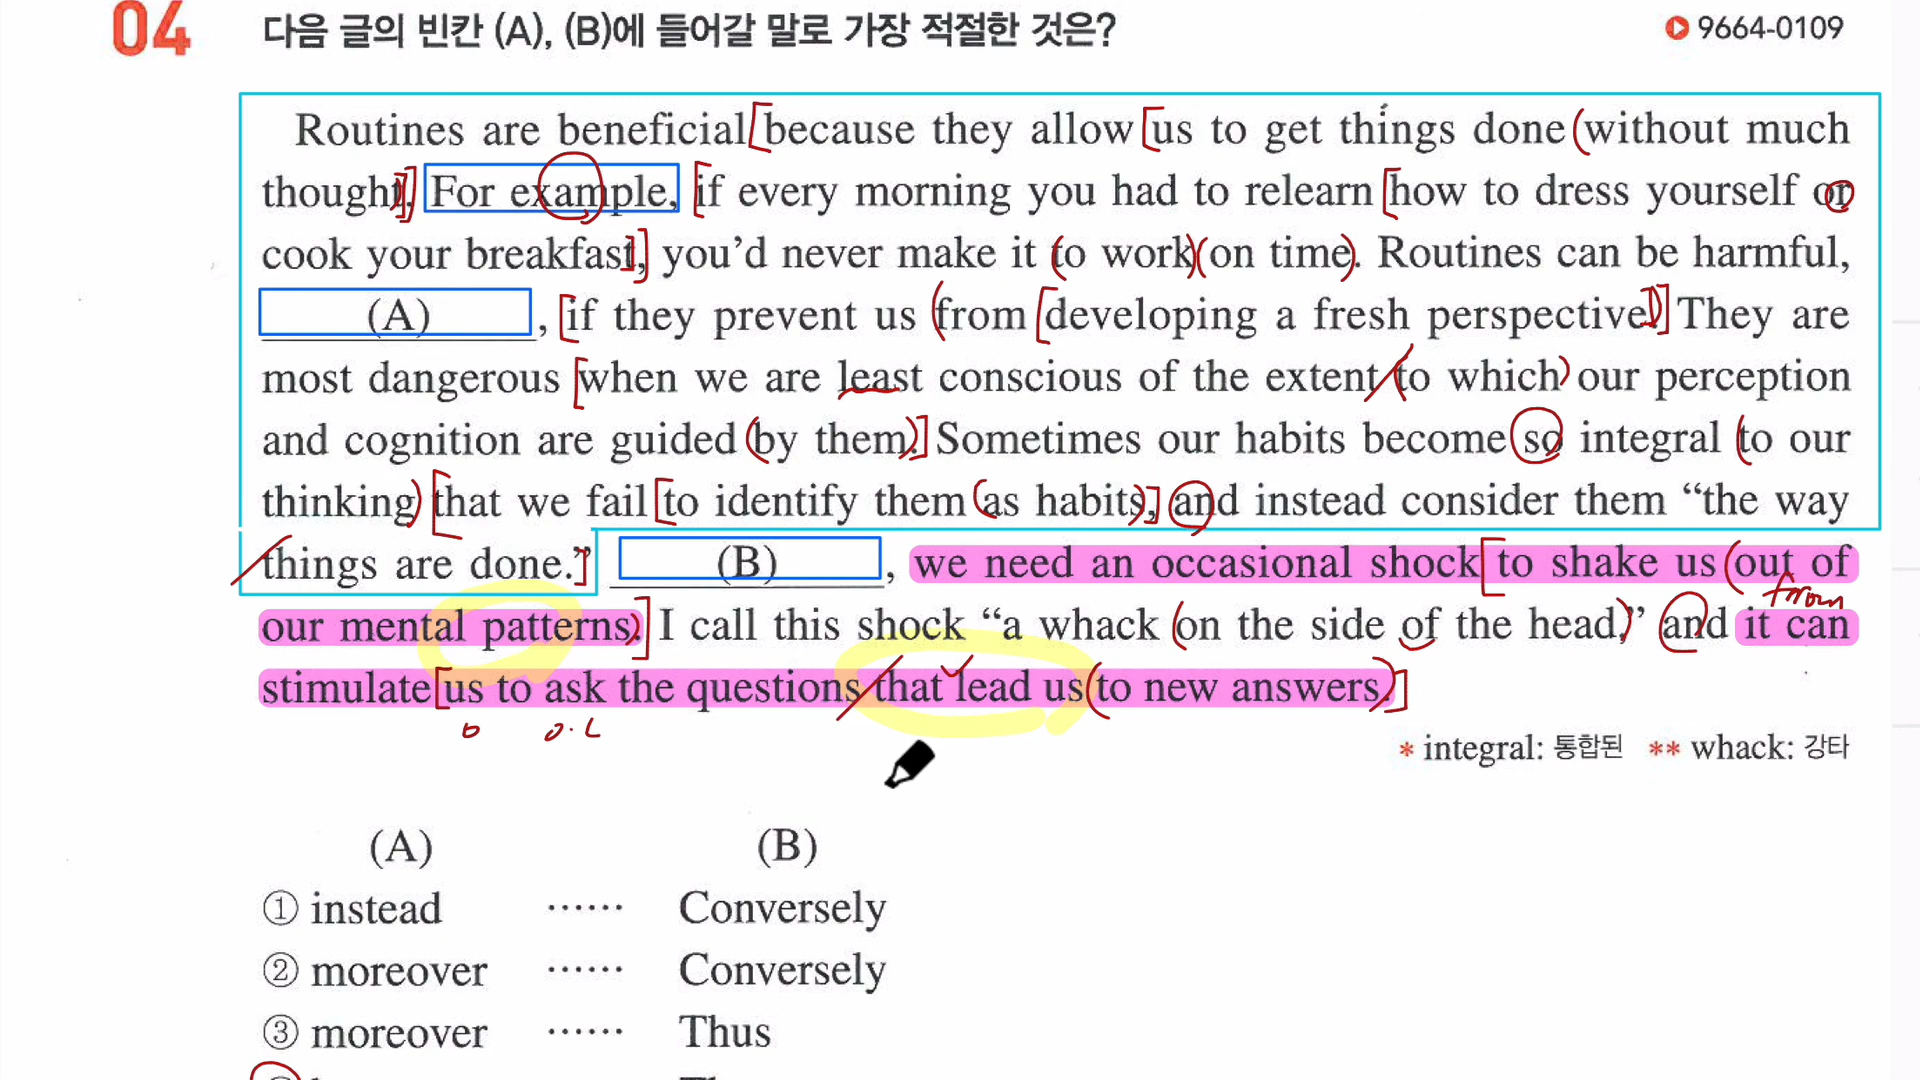 04 다음 글의 빈칸 (A), (B)에 들어갈 말로 가장 적절한 것은? 9664-0109
Routines are beneficial because they allow us to get things done without much
thought. For example, if every morning you had to relearn how to dress yourself or
cook your breakfast, you'd never make it to work on time. Routines can be harmful,
(A) , if they prevent us from developing a fresh perspective. They are
most dangerous when we are least conscious of the extent to which our perception
and cognition are guided by them. Sometimes our habits become so integral to our
thinking that we fail to identify them as habits, and instead consider them “the way
things are done.” (B) , we need an occasional shock to shake us out of
from
our mental patterns. I call this shock “a whack on the side of the head,” and it can
stimulate us to ask the questions that lead us to new answers.
o o.c
* integral: 통합된 ** whack: 강타
(A) (B)
① instead ...... Conversely
② moreover ...... Conversely
③ moreover ...... Thus